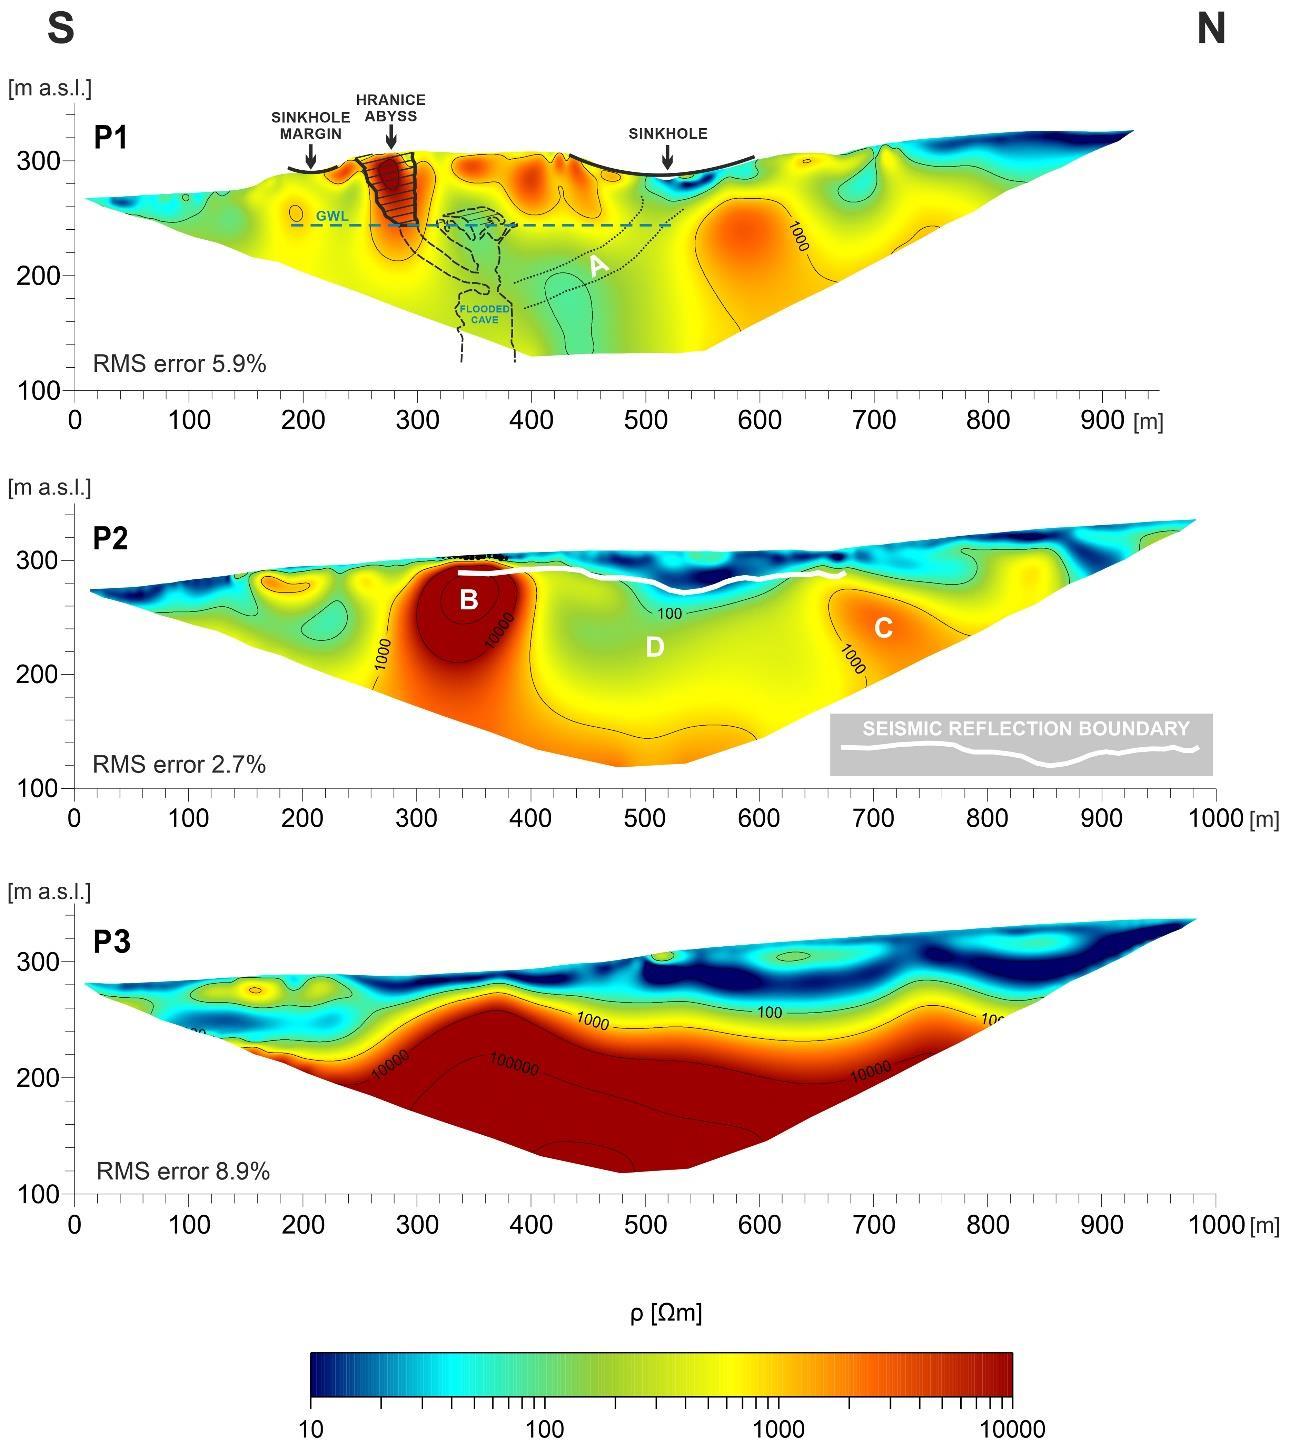 S
N
[m a.s.l.]
P1
SINKHOLE
MARGIN
HRANICE
ABYSS
SINKHOLE
300
200
100
GWL
A
1000
FLOODED
CAVE
RMS error 5.9%
0 100 200 300 400 500 600 700 800 900 [m]
[m a.s.l.]
P2
300
200
100
B
10000
1000
100
D
C
1000
SEISMIC REFLECTION BOUNDARY
RMS error 2.7%
0 100 200 300 400 500 600 700 800 900 1000 [m]
[m a.s.l.]
P3
300
200
100
100
1000
10000
100000
10000
RMS error 8.9%
0 100 200 300 400 500 600 700 800 900 1000 [m]
ρ [Ωm]
10 100 1000 10000